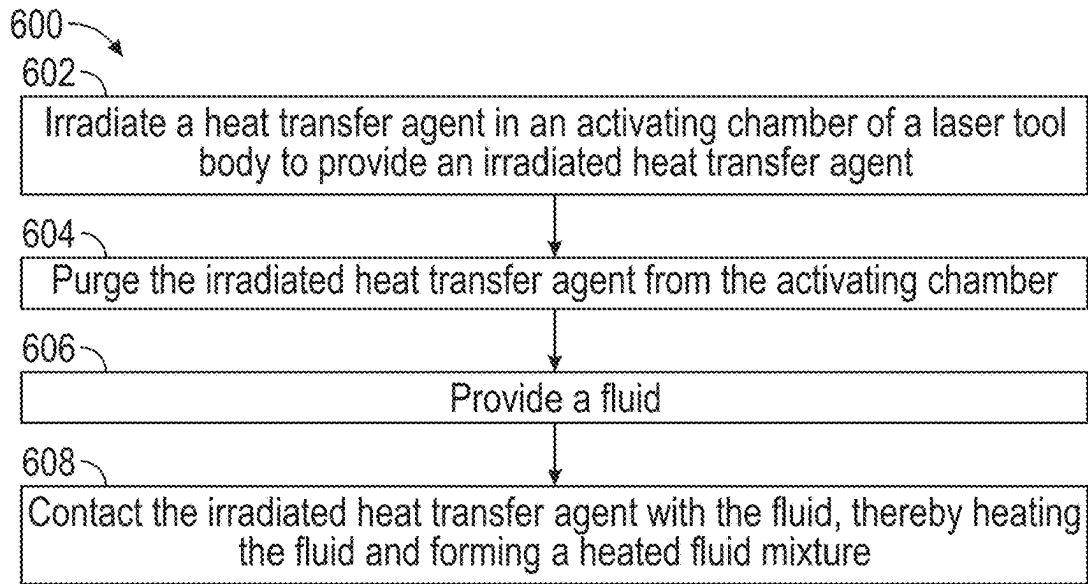 600
602
Irradiate a heat transfer agent in an activating chamber of a laser tool
body to provide an irradiated heat transfer agent
604
Purge the irradiated heat transfer agent from the activating chamber
606
Provide a fluid
608
Contact the irradiated heat transfer agent with the fluid, thereby heating
the fluid and forming a heated fluid mixture